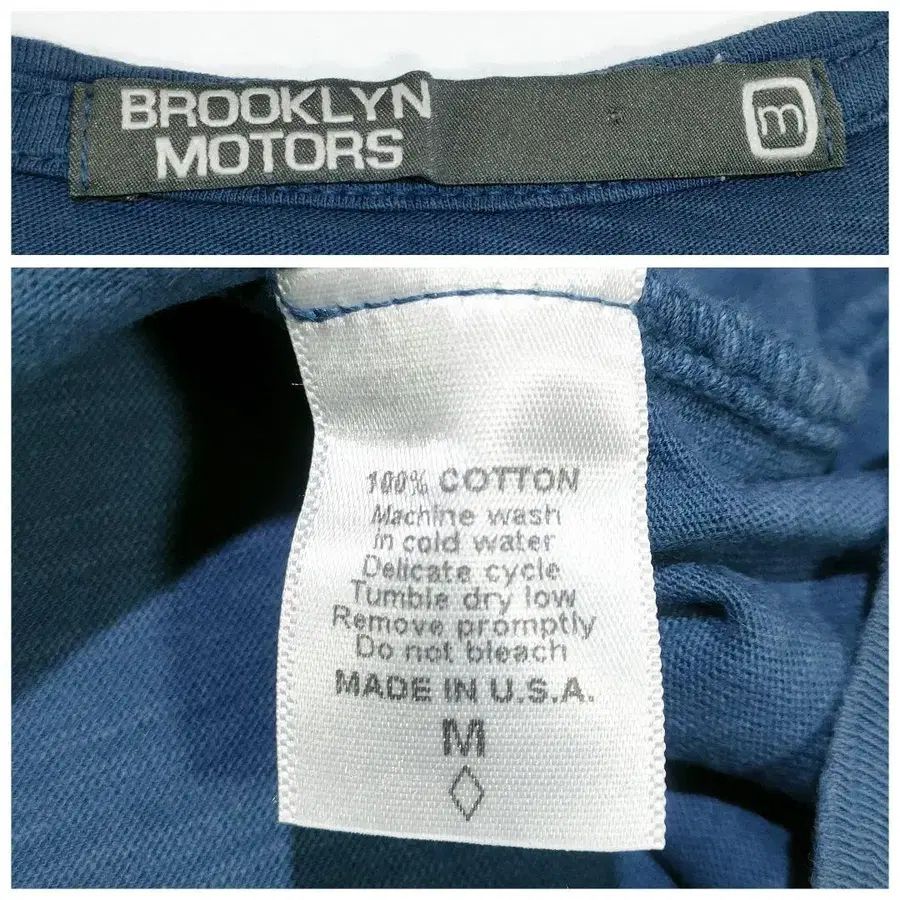 BROOKLYN
MOTORS
m
100% COTTON
Machine wash
in cold water
Delicate cycle
Tumble dry low
Remove promptly
Do not bleach
MADE IN U.S.A.
M